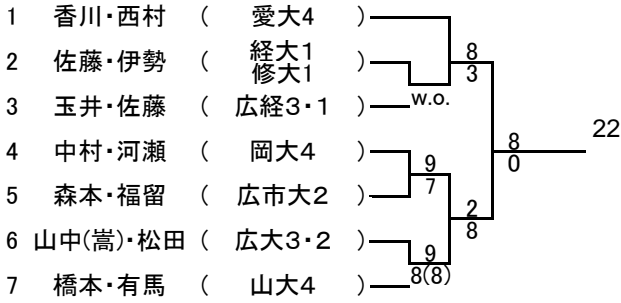 1 香川・西村 ( 愛大4 )
2 佐藤・伊勢 ( 経大1 修大1 )
8
3
3 玉井・佐藤 ( 広経3・1 )
w.o.
4 中村・河瀬 ( 岡大4 )
8
0
22
9
7
5 森本・福留 ( 広市大2 )
2
8
6 山中(嵩)・松田 ( 広大3・2 )
9
8(8)
7 橋本・有馬 ( 山大4 )